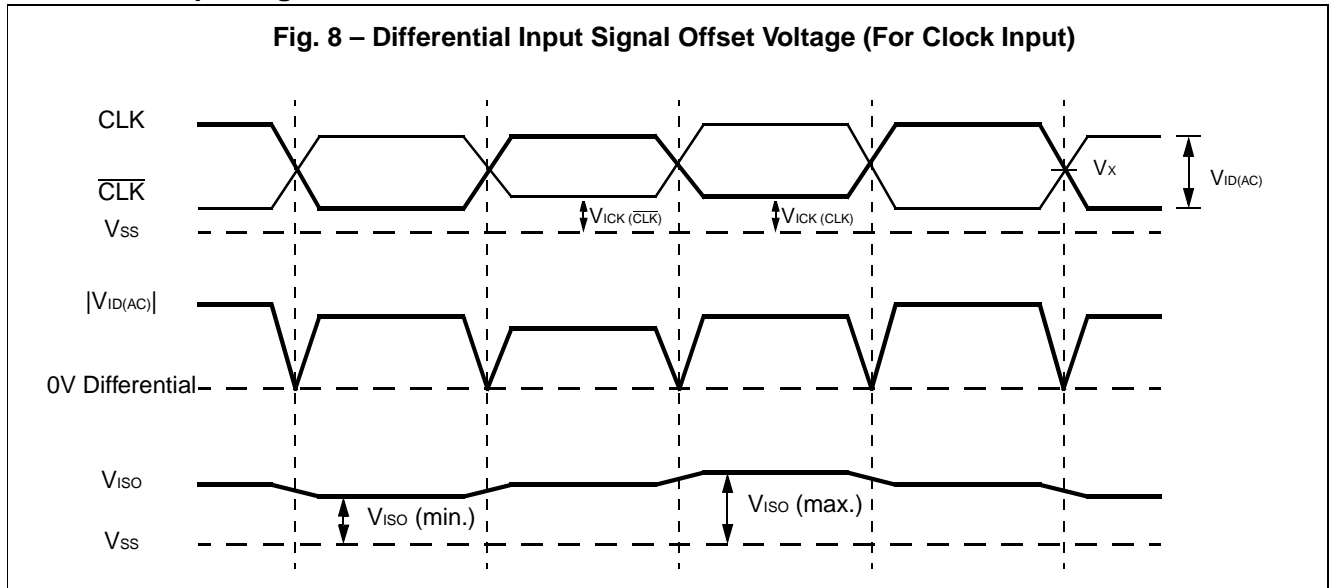 Fig. 8 – Differential Input Signal Offset Voltage (For Clock Input)
CLK
CLK
VSS
VICK (CLK)
VICK (CLK)
VX
VID(AC)
|VID(AC)|
0V Differential
VISO
VISO (min.)
VISO (max.)
VSS